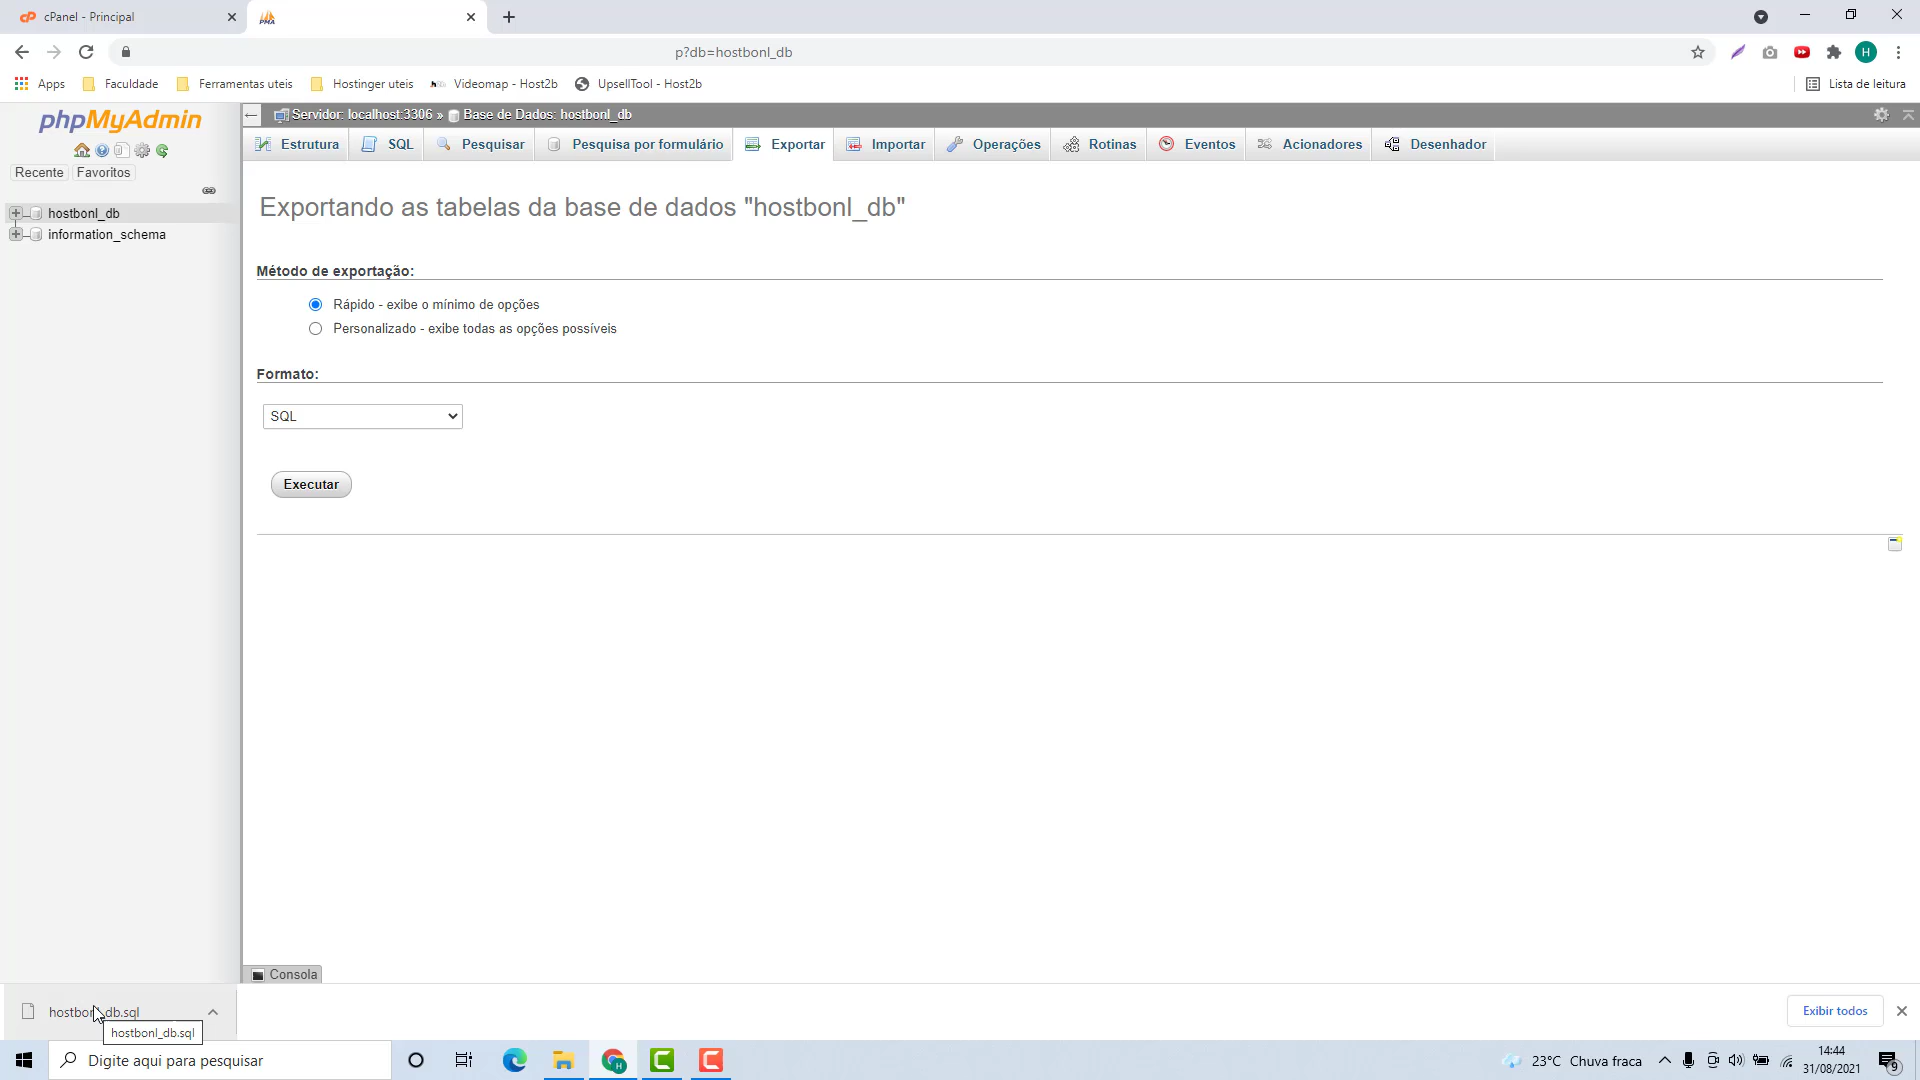 cPanel - Principal
PMA
p?db=hostbonl_db
H
Apps
Faculdade
Ferramentas uteis
Hostinger uteis
Videomap - Host2b
UpsellTool - Host2b
Lista de leitura
phpMyAdmin
Servidor: localhost:3306 » Base de Dados: hostbonl_db
Estrutura
SQL
Pesquisar
Pesquisa por formulário
Exportar
Importar
Operações
Rotinas
Eventos
Acionadores
Desenhador
Recente
Favoritos
hostbonl_db
information_schema
Exportando as tabelas da base de dados "hostbonl_db"
Método de exportação:
Rápido - exibe o mínimo de opções
Personalizado - exibe todas as opções possíveis
Formato:
SQL
Executar
Consola
hostbonl_db.sql
hostbonl_db.sql
Exibir todos
Digite aqui para pesquisar
23°C Chuva fraca
14:44
31/08/2021
9